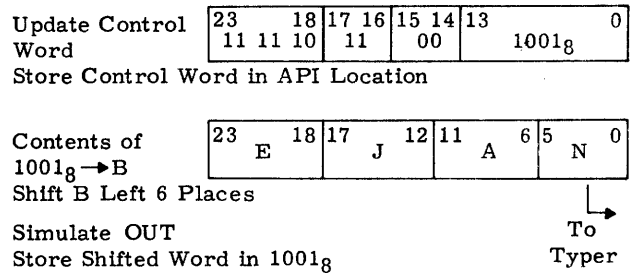 Update Control Word
23 18 17 16 15 14 13 0
11 11 10 11 00 1001₈
Store Control Word in API Location
Contents of 1001₈→B
23 18 17 12 11 6 5 0
E J A N
Shift B Left 6 Places
To Typer
Simulate OUT
Store Shifted Word in 1001₈